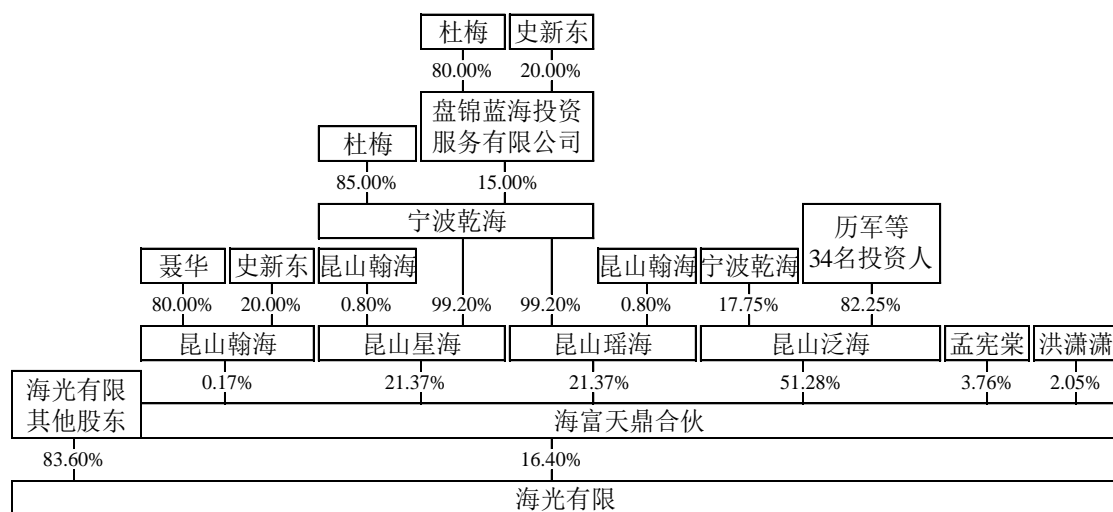 杜梅 史新东
80.00% 20.00%
盘锦蓝海投资
服务有限公司
杜梅
85.00% 15.00%
宁波乾海
历军等
34名投资人
聂华 史新东 昆山翰海 昆山翰海 宁波乾海
80.00% 20.00% 0.80% 99.20% 99.20% 0.80% 17.75% 82.25%
昆山翰海 昆山星海 昆山瑶海 昆山泛海 孟宪棠 洪潇潇
0.17% 21.37% 21.37% 51.28% 3.76% 2.05%
海光有限
其他股东
海富天鼎合伙
83.60% 16.40%
海光有限